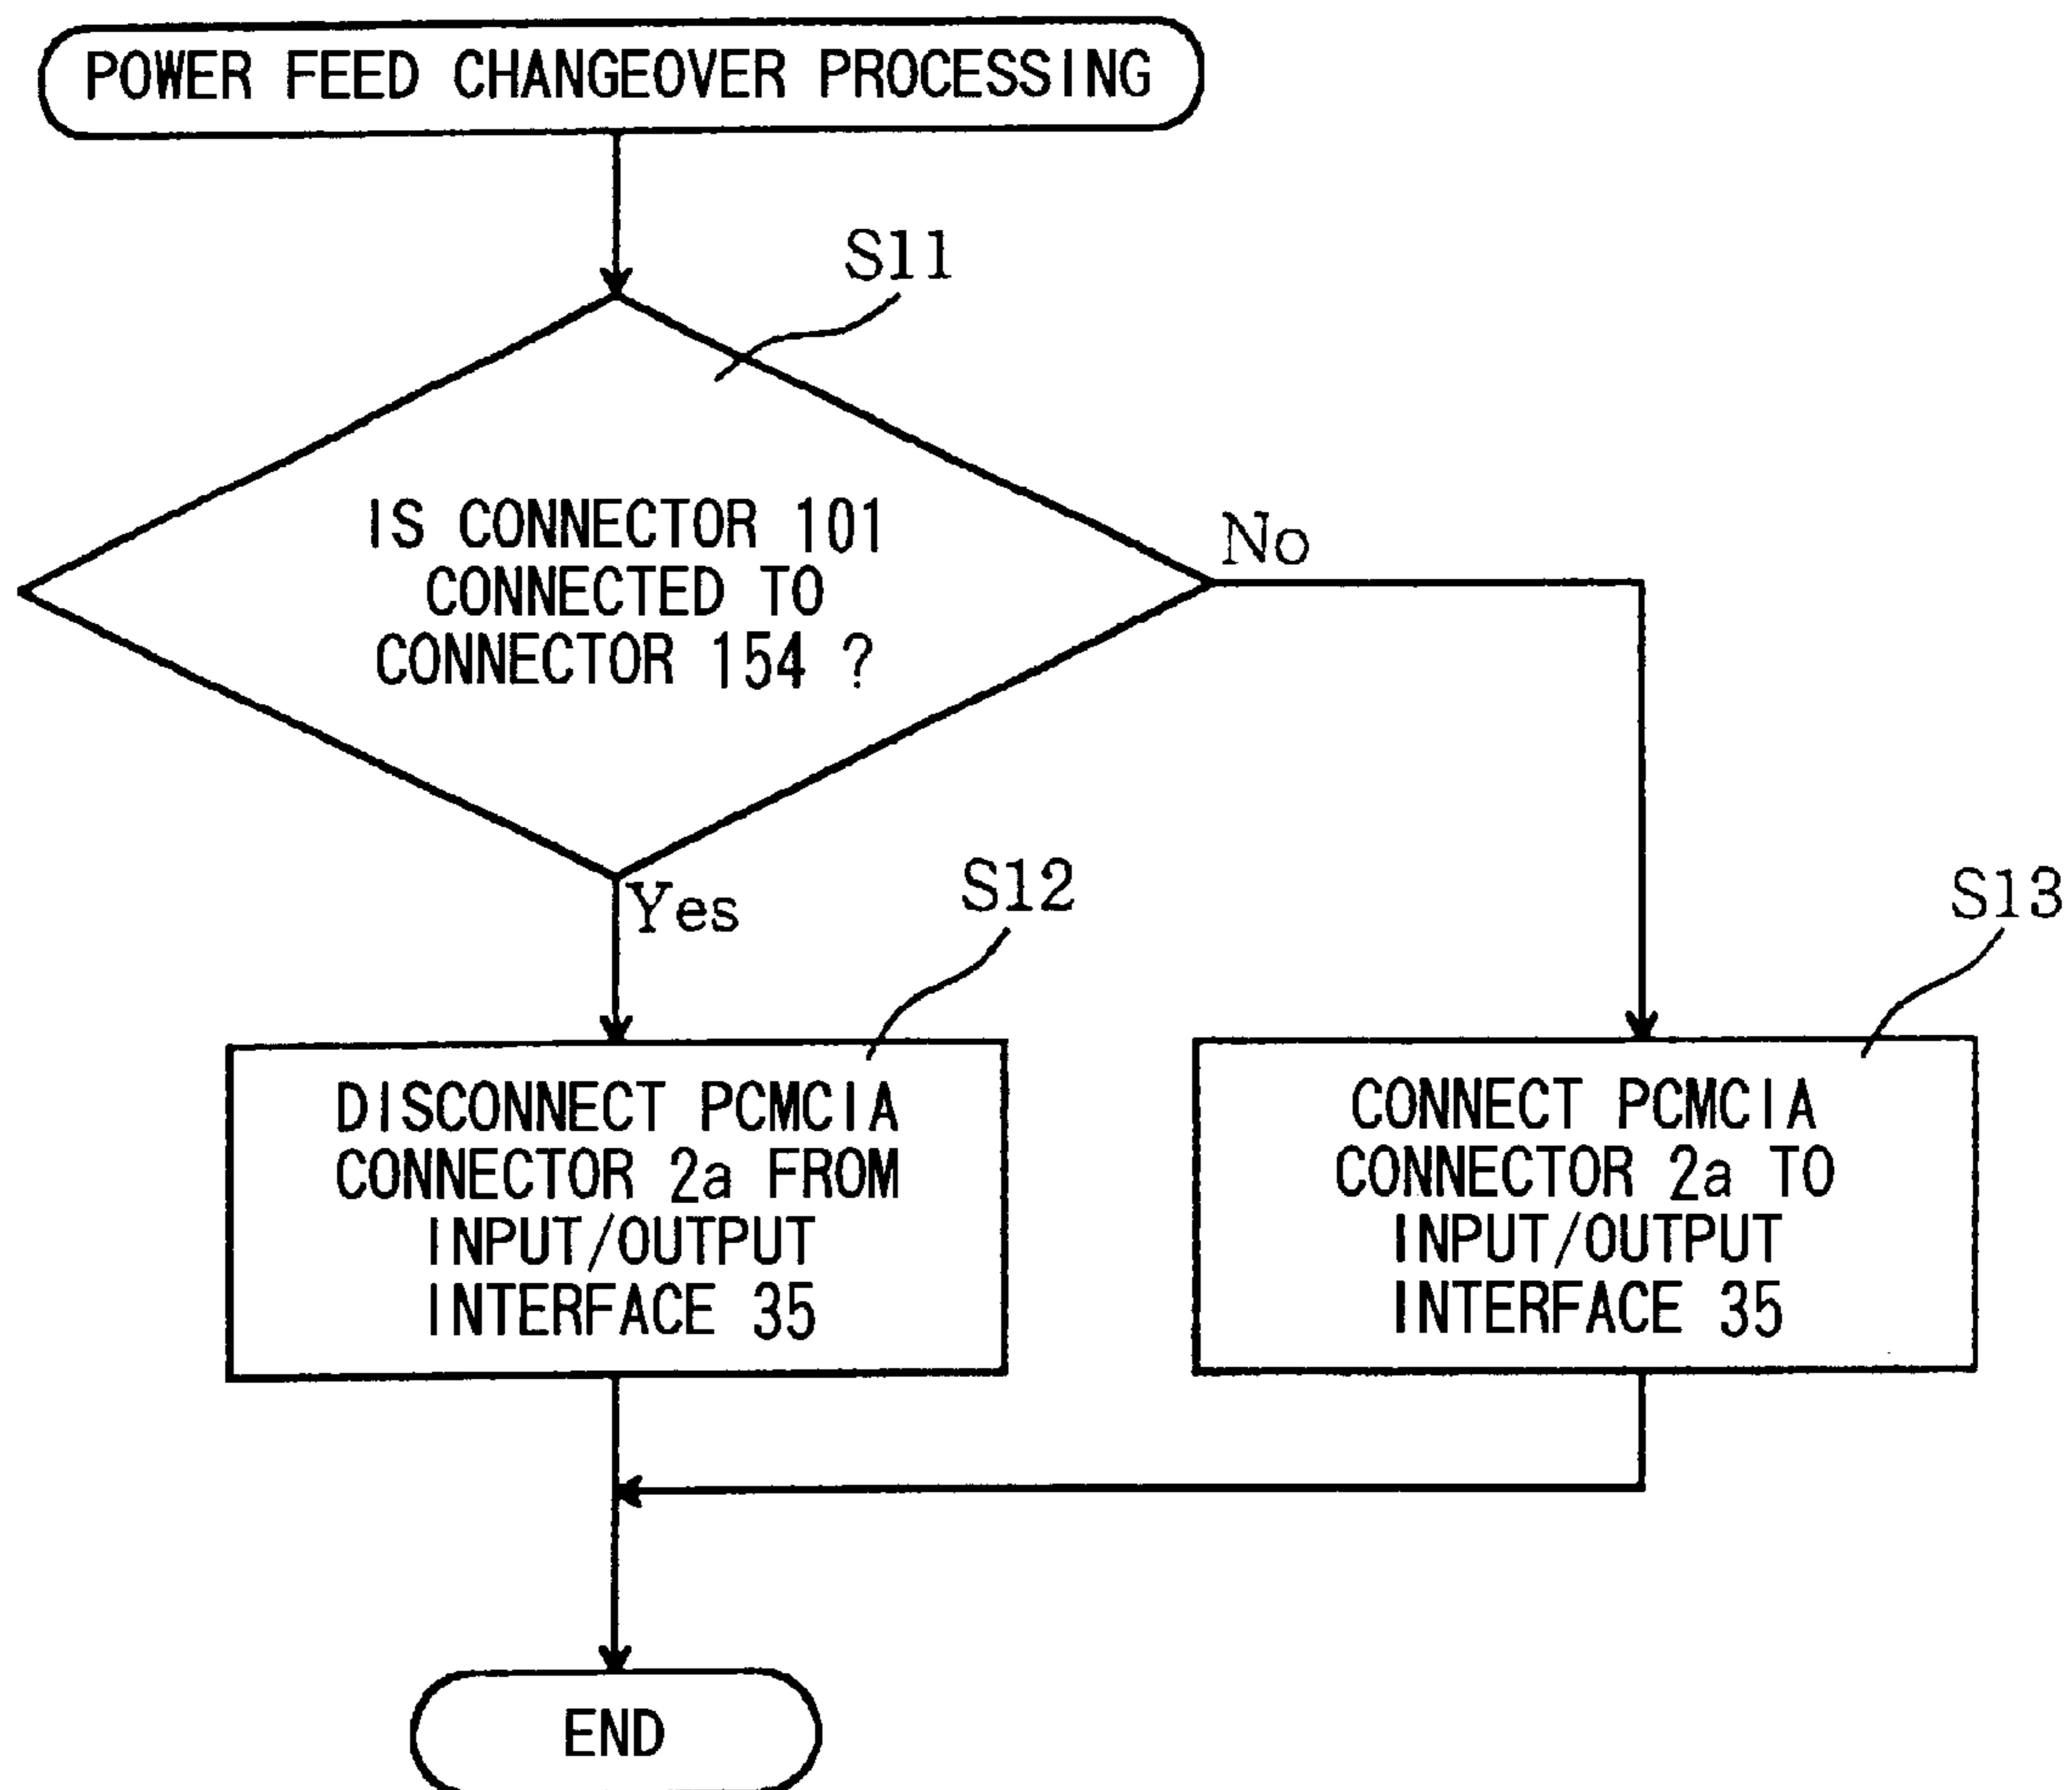 POWER FEED CHANGEOVER PROCESSING
S11
IS CONNECTOR 101
CONNECTED TO
CONNECTOR 154 ?
No
Yes
S12
S13
DISCONNECT PCMCIA
CONNECTOR 2a FROM
INPUT/OUTPUT
INTERFACE 35
CONNECT PCMCIA
CONNECTOR 2a TO
INPUT/OUTPUT
INTERFACE 35
END